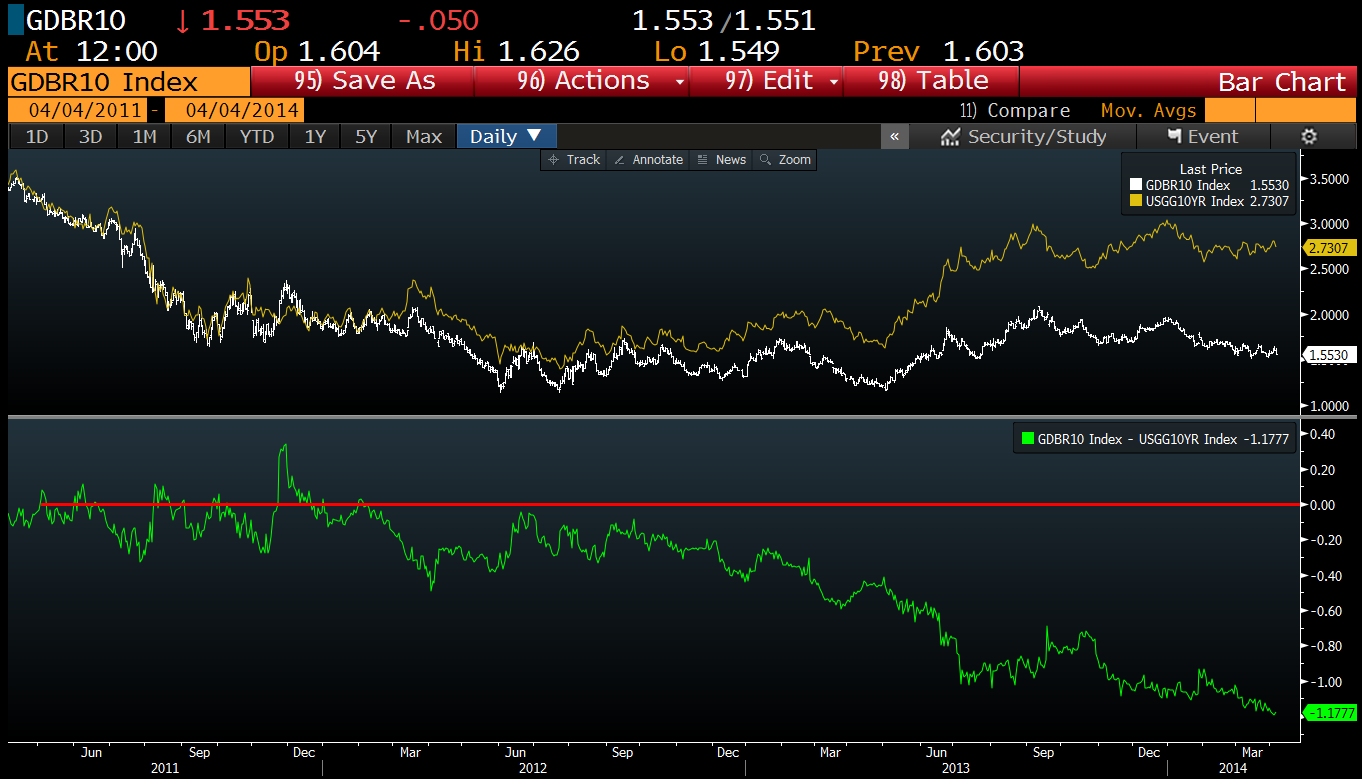 GDBR10 ↓ 1.553 -.050 1.553 /1.551
At 12:00 Op 1.604 Hi 1.626 Lo 1.549 Prev 1.603
GDBR10 Index 95) Save As 96) Actions 97) Edit 98) Table Bar Chart
04/04/2011 - 04/04/2014 11) Compare Mov. Avgs
1D 3D 1M 6M YTD 1Y 5Y Max Daily ▼ « Security/Study Event
Track Annotate News Zoom
Last Price
GDBR10 Index 1.5530
USGG10YR Index 2.7307
3.5000
3.0000
2.7307
2.5000
2.0000
1.5530
1.0000
GDBR10 Index - USGG10YR Index -1.1777
0.40
0.20
0.00
-0.20
-0.40
-0.60
-0.80
-1.00
-1.1777
Jun Sep Dec Mar Jun Sep Dec Mar Jun Sep Dec Mar
2011 2012 2013 2014